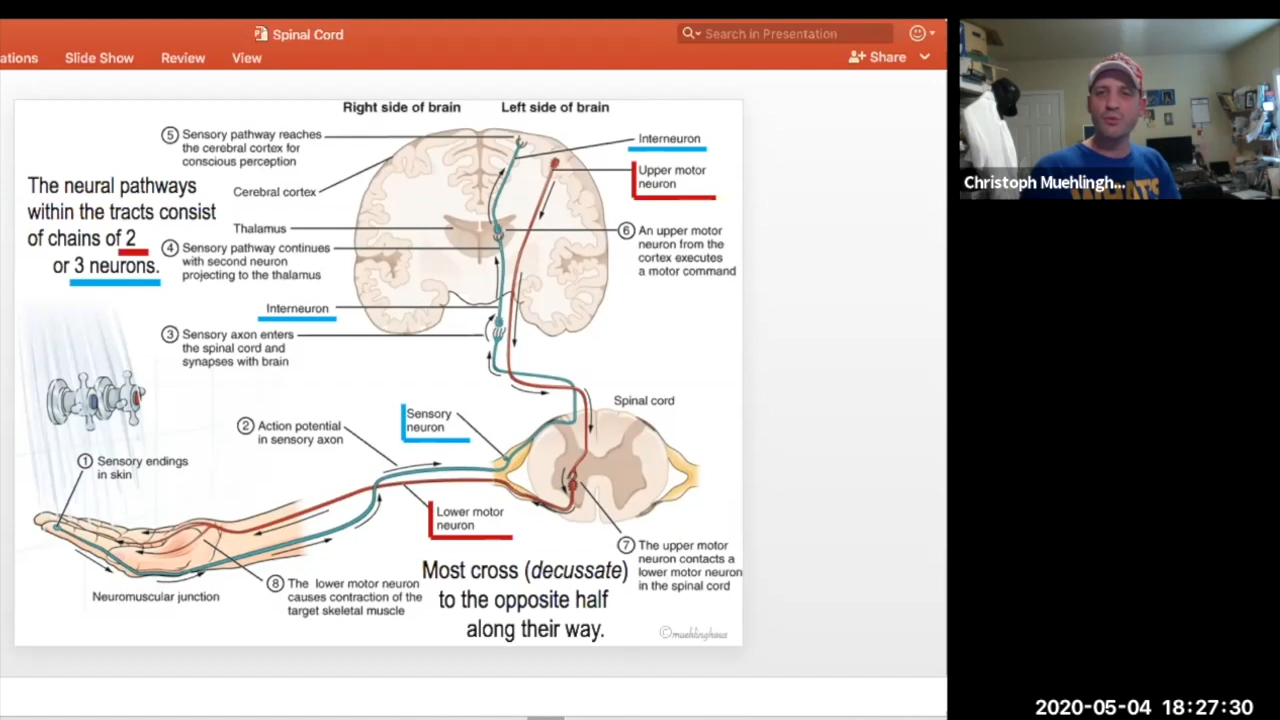 Spinal Cord
Search in Presentation
ations
Slide Show
Review
View
Share
Right side of brain
Left side of brain
5 Sensory pathway reaches
the cerebral cortex for
conscious perception
Interneuron
Upper motor
neuron
The neural pathways
within the tracts consist
of chains of 2
or 3 neurons.
Cerebral cortex
Thalamus
4 Sensory pathway continues
with second neuron
projecting to the thalamus
6 An upper motor
neuron from the
cortex executes
a motor command
Interneuron
3 Sensory axon enters
the spinal cord and
synapses with brain
Spinal cord
2 Action potential
in sensory axon
Sensory
neuron
1 Sensory endings
in skin
Lower motor
neuron
7 The upper motor
neuron contacts a
lower motor neuron
in the spinal cord
Neuromuscular junction
8 The lower motor neuron
causes contraction of the
target skeletal muscle
Most cross (decussate)
to the opposite half
along their way.
©muehlinghaus
Christoph Muehlingh...
WHAT'S
2020-05-04 18:27:30